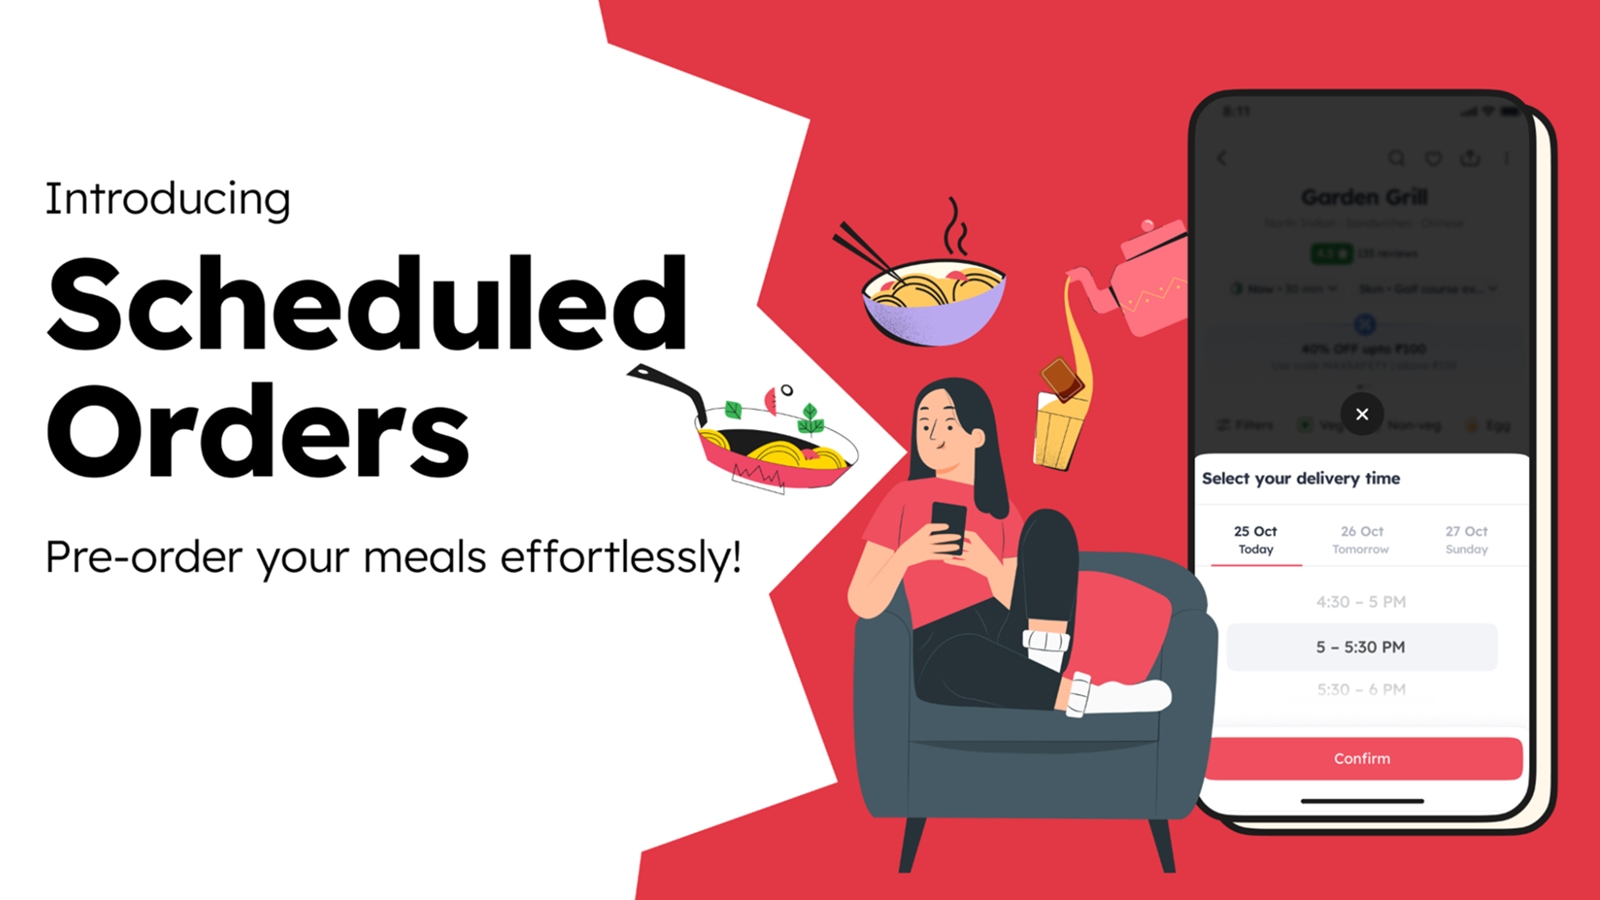 Introducing
Scheduled
Orders
Pre-order your meals effortlessly!
8:11
Garden Grill
North Indian · Sandwiches · Chinese
135 reviews
Now • 30 min
5km • Golf course ex...
40% OFF upto ₹100
Filters
Veg
Non-veg
Egg
Select your delivery time
25 Oct
Today
26 Oct
Tomorrow
27 Oct
Sunday
4:30 – 5 PM
5 – 5:30 PM
5:30 – 6 PM
Confirm